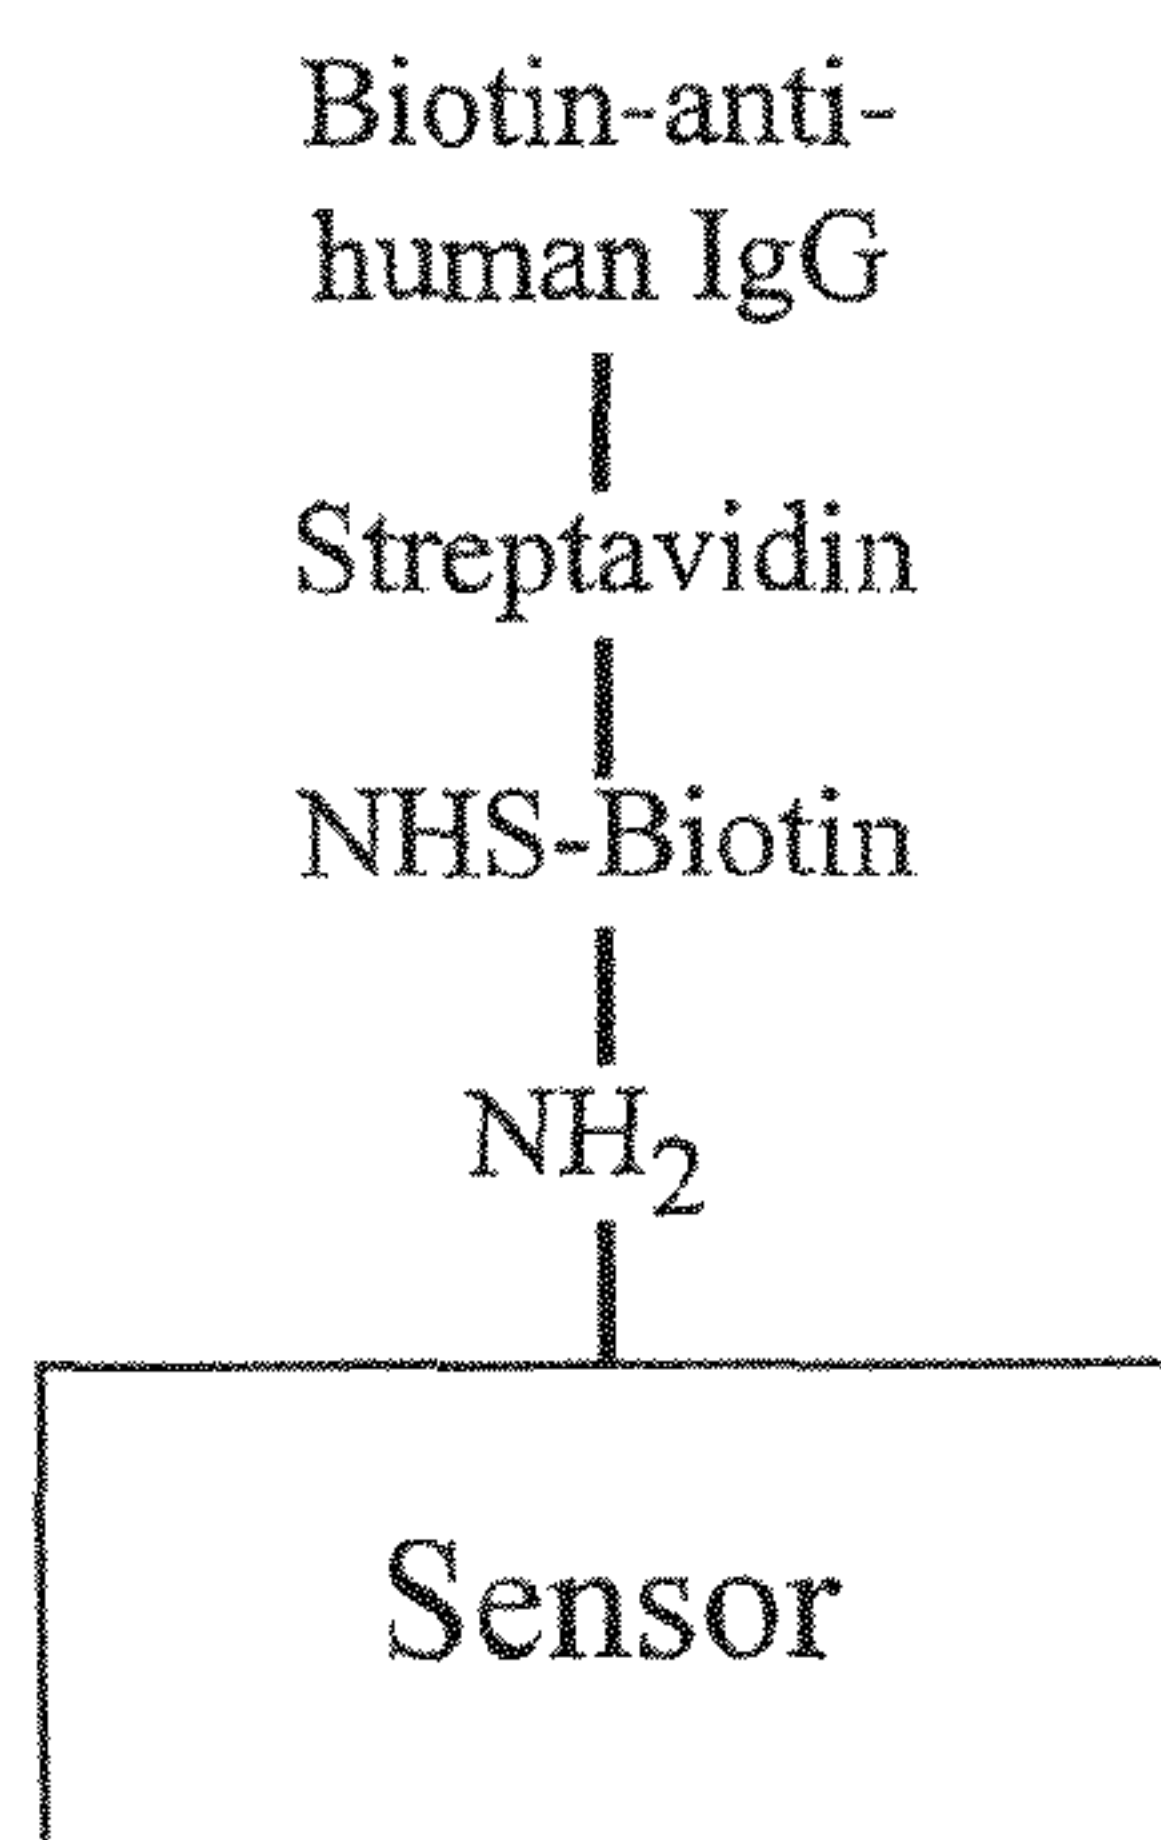 Biotin-anti-
human IgG
Streptavidin
NHS-Biotin
NH2
Sensor